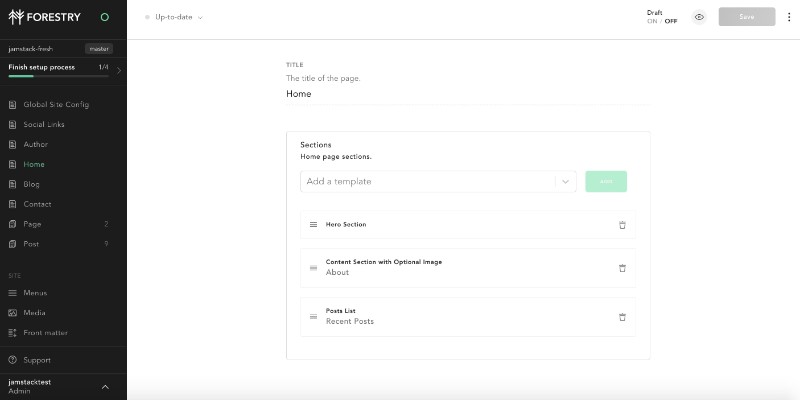 FORESTRY
jamstack-fresh master
Finish setup process 1/4
Global Site Config
Social Links
Author
Home
Blog
Contact
Page 2
Post 9
SITE
Menus
Media
Front matter
Support
jamstacktest
Admin
Up-to-date
Draft
ON / OFF
Save
TITLE
The title of the page.
Home
Sections
Home page sections.
Add a template
Hero Section
Content Section with Optional Image
About
Posts List
Recent Posts